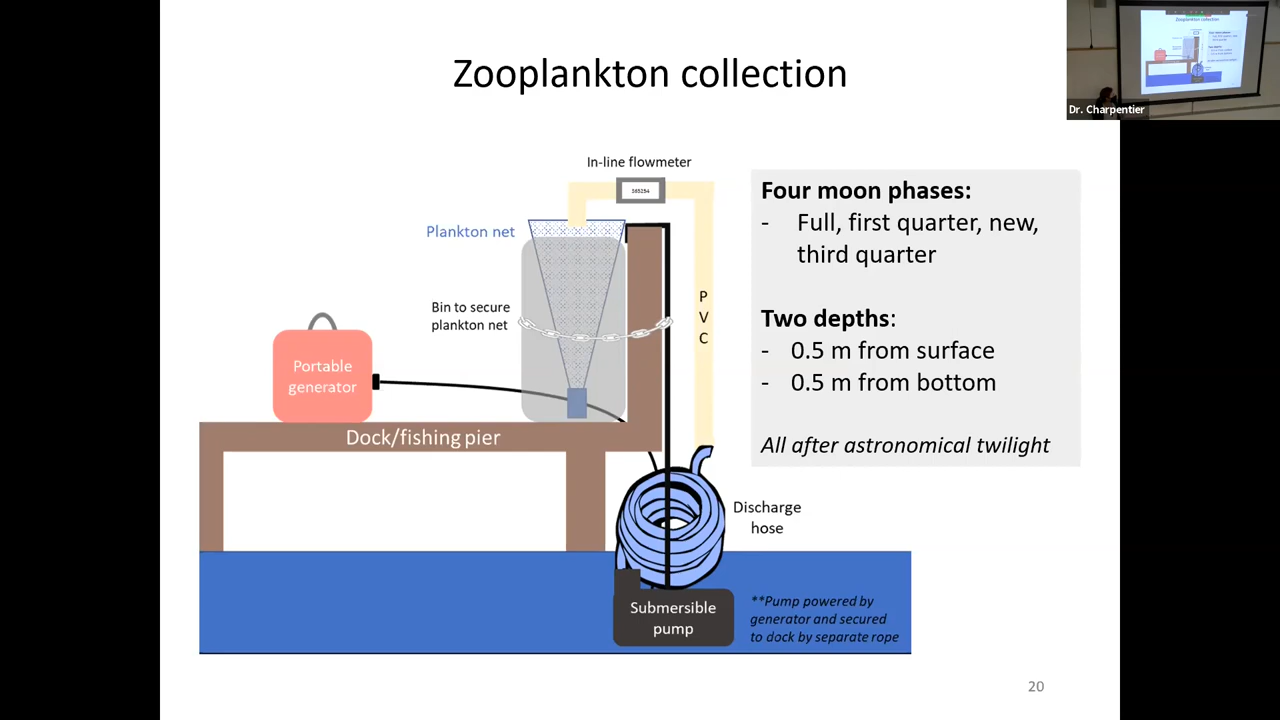 Zooplankton collection
Dr. Charpentier
In-line flowmeter
Plankton net
Bin to secure
plankton net
P
V
C
Portable
generator
Dock/fishing pier
Discharge
hose
Submersible
pump
**Pump powered by
generator and secured
to dock by separate rope
Four moon phases:
- Full, first quarter, new,
third quarter
Two depths:
- 0.5 m from surface
- 0.5 m from bottom
All after astronomical twilight
20